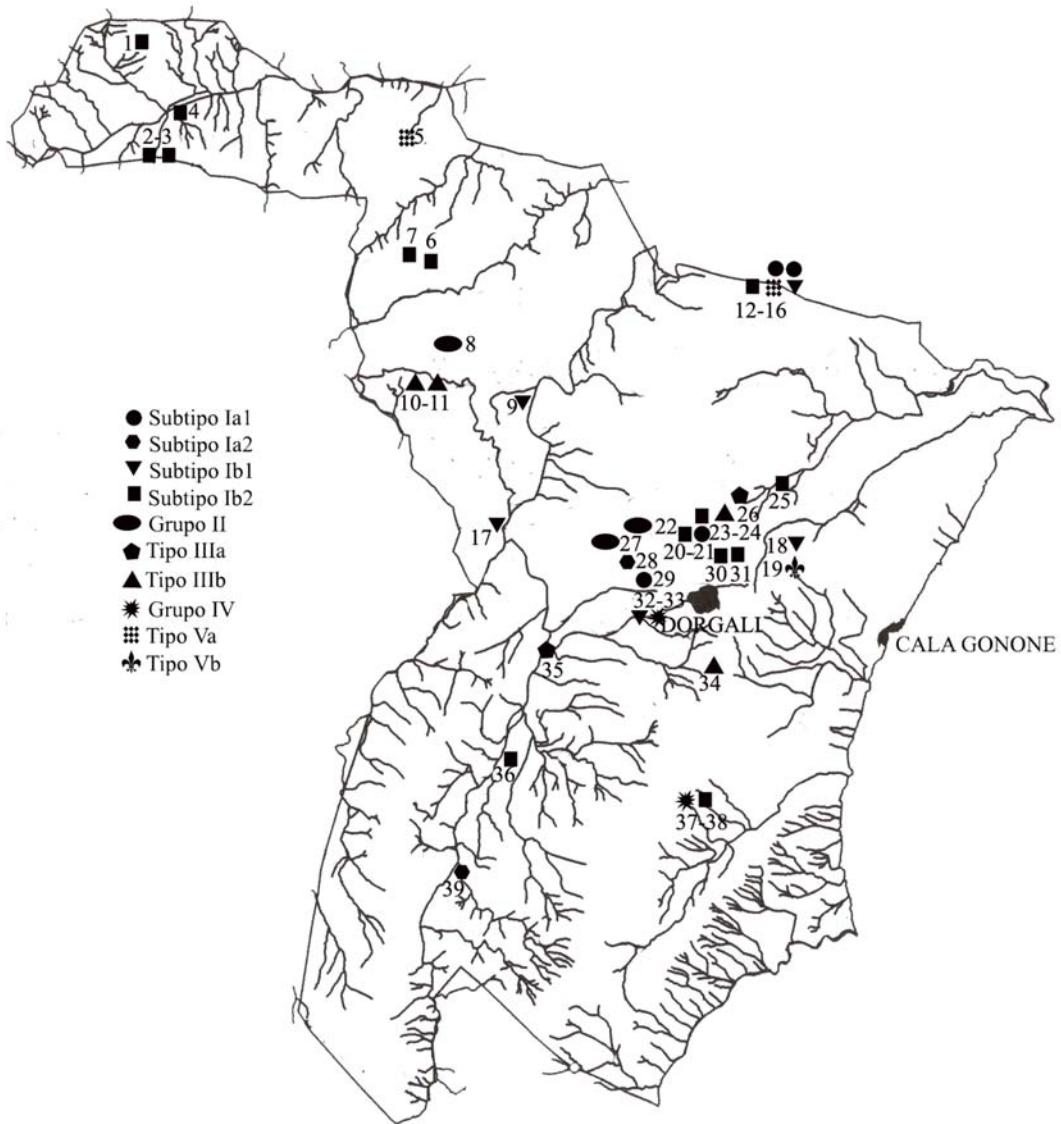 1
4
2-3
5
7
6
12-16
8
10-11
9
Subtipo Ia1
Subtipo Ia2
Subtipo Ib1
Subtipo Ib2
Grupo II
Tipo IIIa
Tipo IIIb
Grupo IV
Tipo Va
Tipo Vb
25
26
17
22
23-24
20-21
27
28
18
19
30
31
29
32-33
DORGALI
CALA GONONE
35
34
36
37-38
39